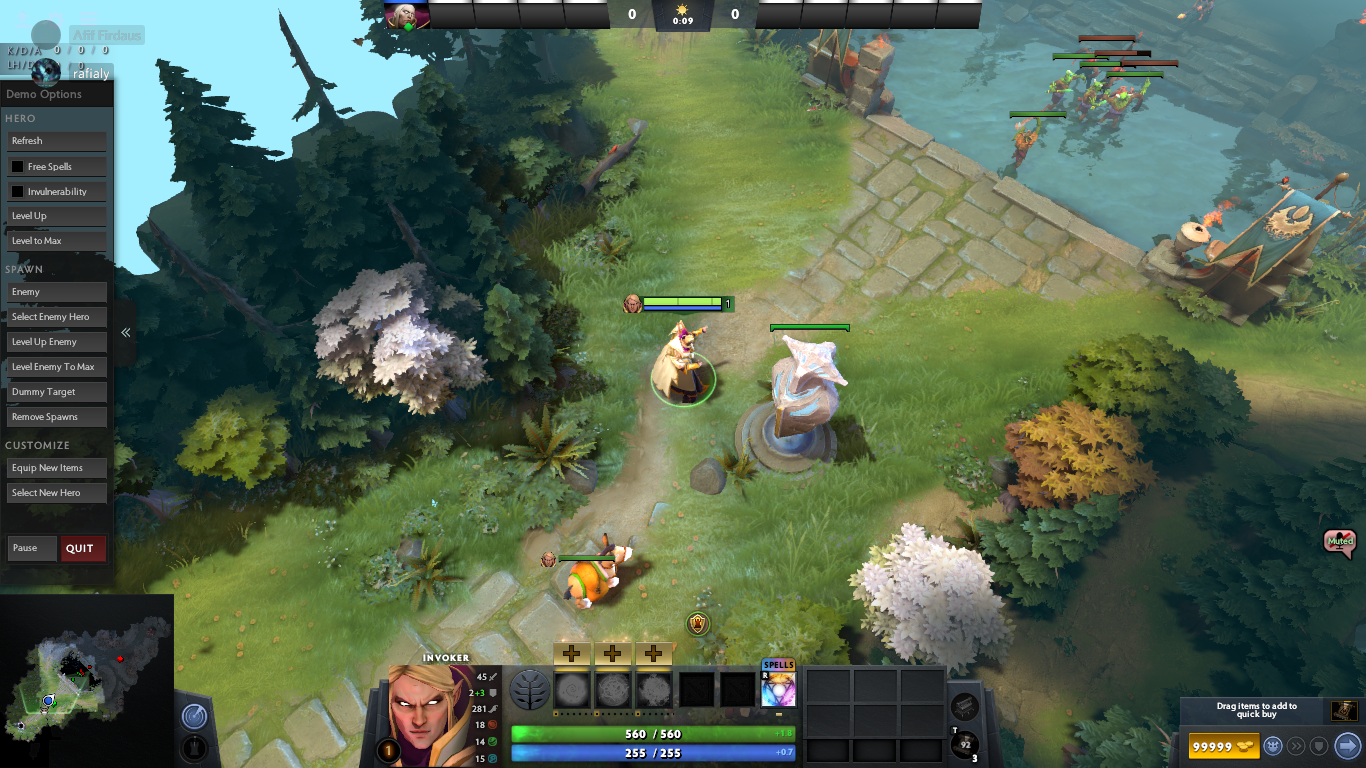 0
0:09
0
Afif Firdaus
K/D/A 0 / 0 / 0
rafialy
Demo Options
HERO
Refresh
Free Spells
Invulnerability
Level Up
Level to Max
SPAWN
Enemy
Select Enemy Hero
Level Up Enemy
Level Enemy To Max
Dummy Target
Remove Spawns
CUSTOMIZE
Equip New Items
Select New Hero
Pause
QUIT
1
Muted
INVOKER
45
2+3
281
18
14
15
1
SPELLS
R
560 / 560
+1.8
255 / 255
+0.7
T
92
3
Drag items to add to
quick buy
99999